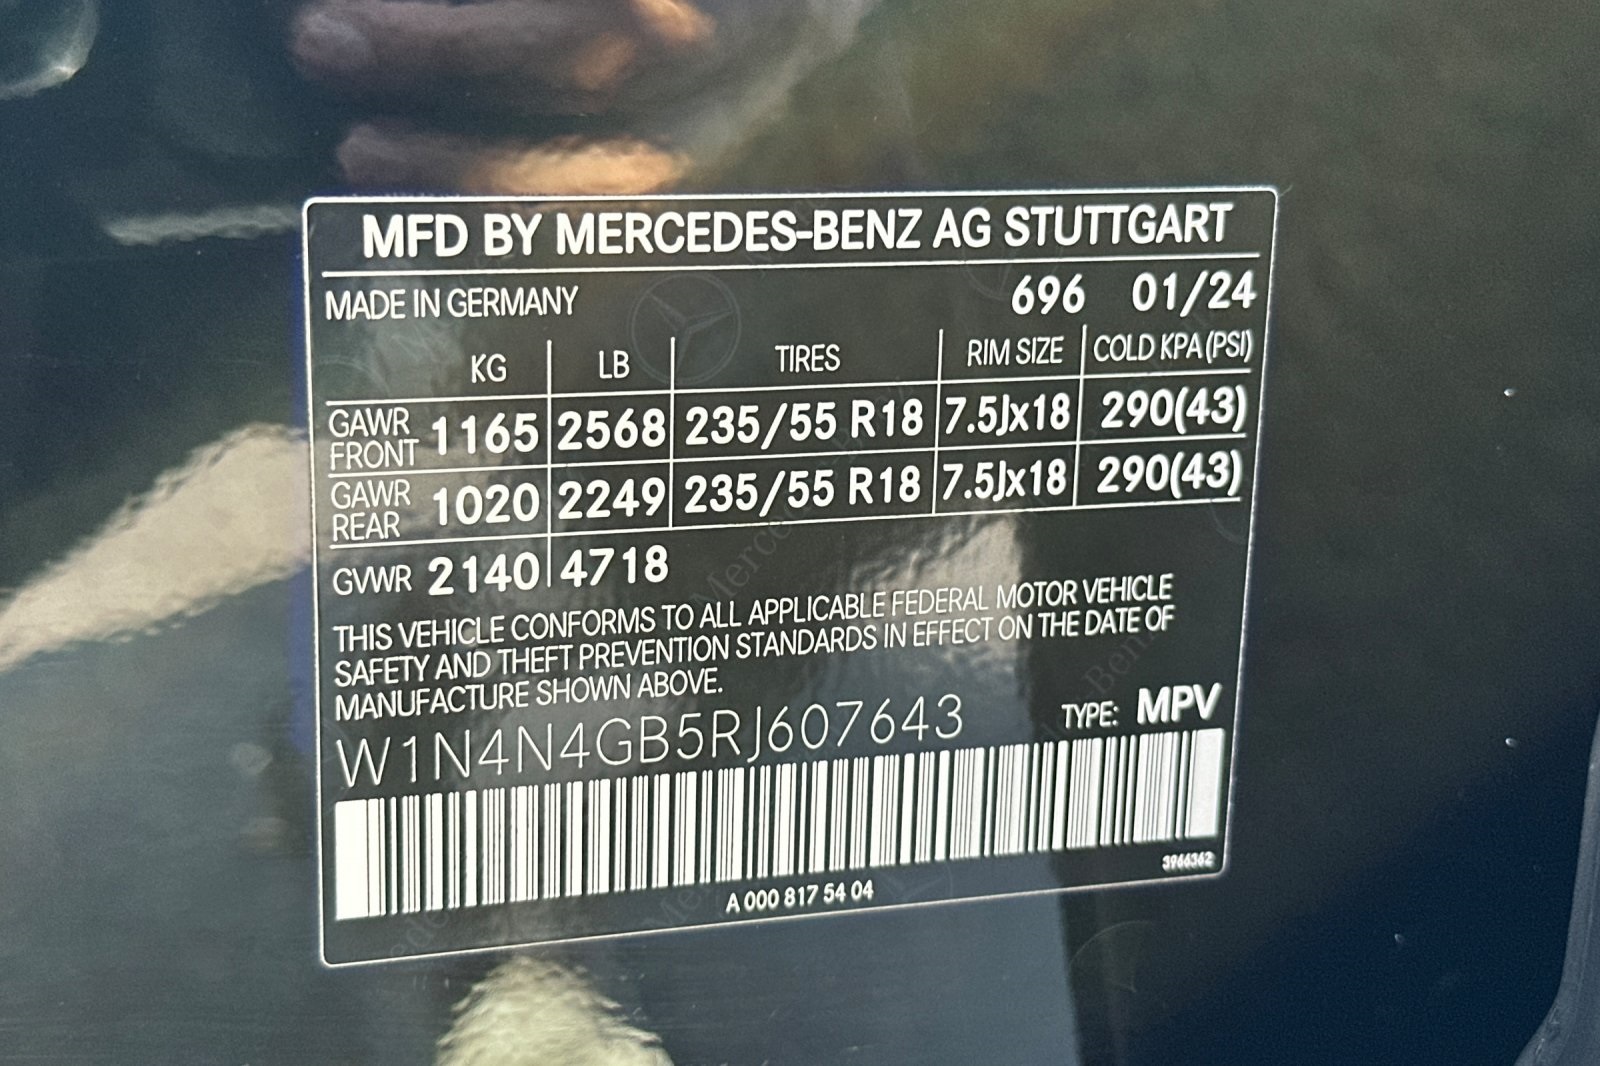 MFD BY MERCEDES-BENZ AG STUTTGART
MADE IN GERMANY 696 01/24
KG LB TIRES RIM SIZE COLD KPA(PSI)
GAWR FRONT 1165 2568 235/55 R18 7.5Jx18 290(43)
GAWR REAR 1020 2249 235/55 R18 7.5Jx18 290(43)
GVWR 2140 4718
THIS VEHICLE CONFORMS TO ALL APPLICABLE FEDERAL MOTOR VEHICLE
SAFETY AND THEFT PREVENTION STANDARDS IN EFFECT ON THE DATE OF
MANUFACTURE SHOWN ABOVE.
W1N4N4GB5RJ607643 TYPE: MPV
3966362
A 000 817 54 04